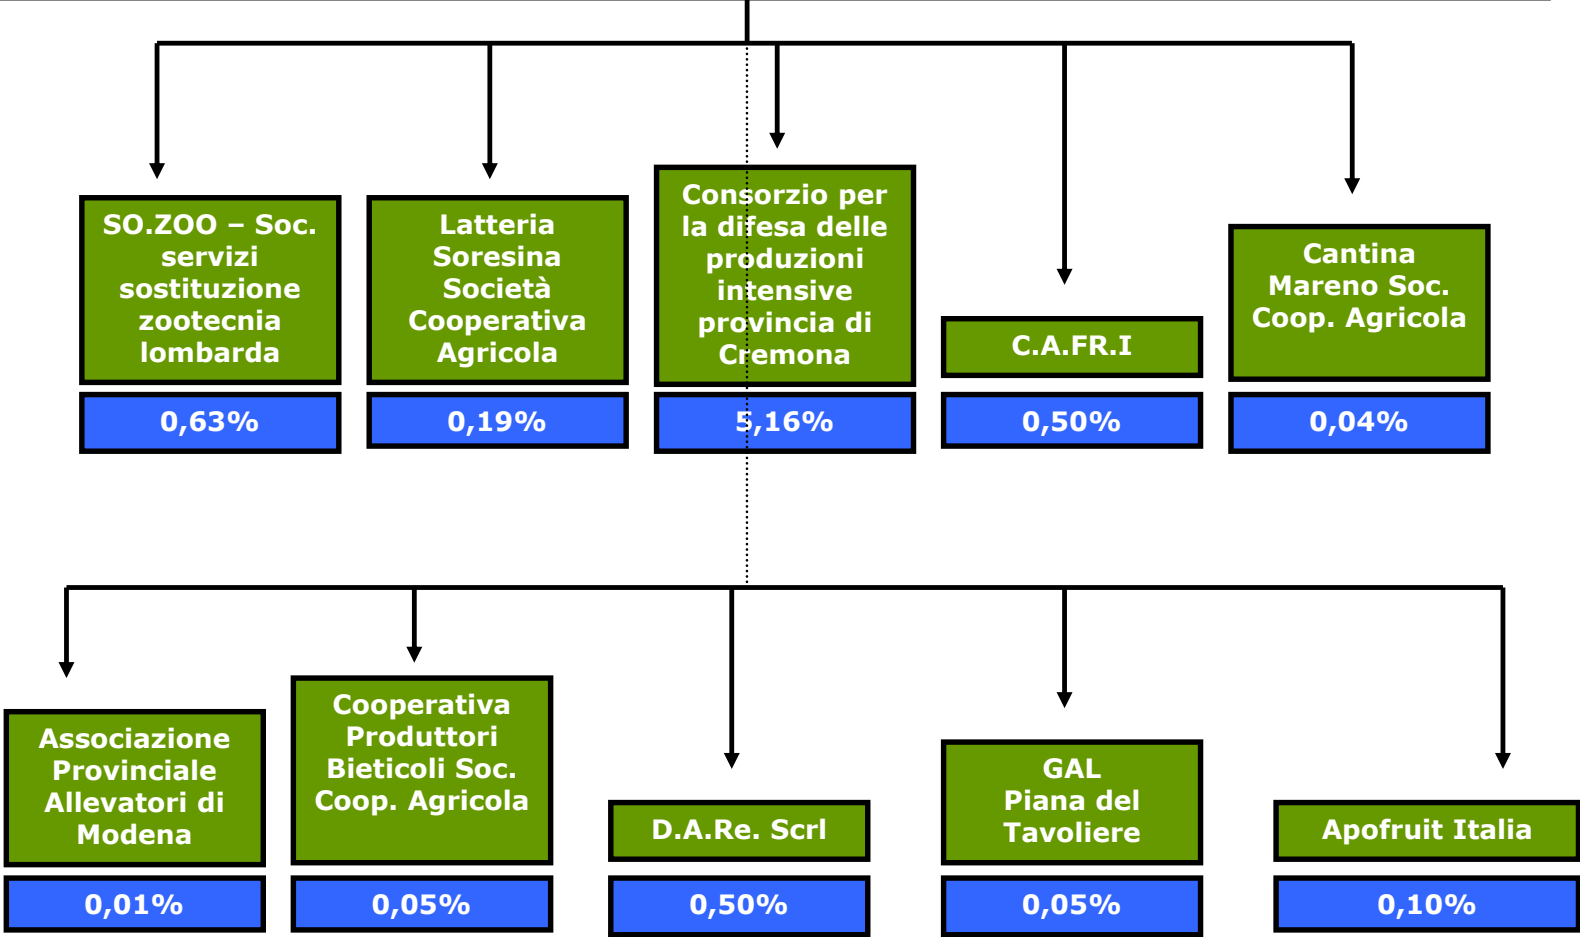 SO.ZOO – Soc.
servizi
sostituzione
zootecnia
lombarda
0,63%
Latteria
Soresina
Società
Cooperativa
Agricola
0,19%
Consorzio per
la difesa delle
produzioni
intensive
provincia di
Cremona
5,16%
C.A.FR.I
0,50%
Cantina
Mareno Soc.
Coop. Agricola
0,04%
Associazione
Provinciale
Allevatori di
Modena
0,01%
Cooperativa
Produttori
Bieticoli Soc.
Coop. Agricola
0,05%
D.A.Re. Scrl
0,50%
GAL
Piana del
Tavoliere
0,05%
Apofruit Italia
0,10%